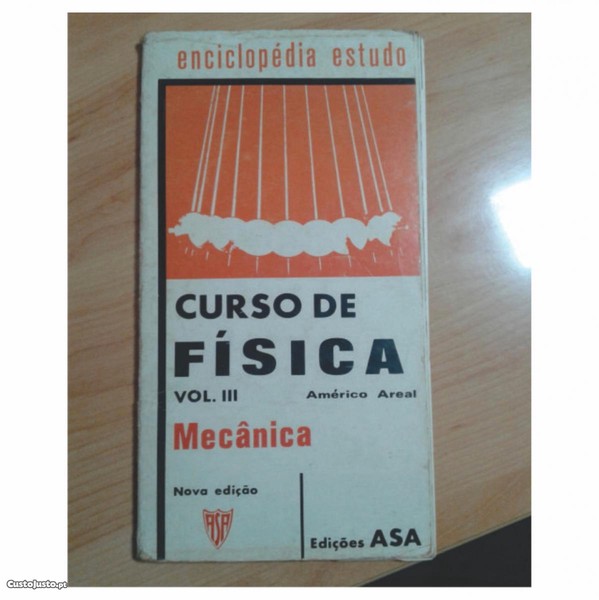 enciclopédia estudo
CURSO DE
FÍSICA
VOL. III Américo Areal
Mecânica
Nova edição
ASA
Edições ASA
CustoJusto.pt